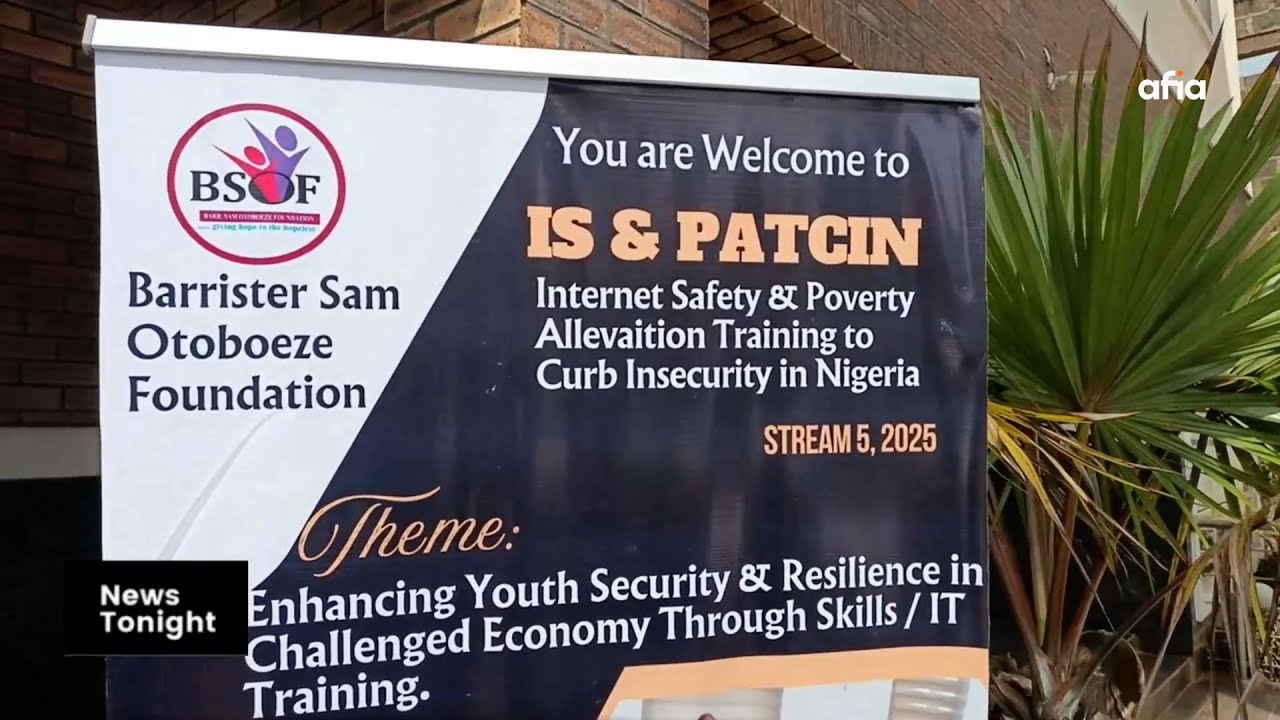 afia
BSOF
BARR. SAM OTOBOEZE FOUNDATION
giving hope to the hopeless
Barrister Sam
Otoboeze
Foundation
You are Welcome to
IS & PATCIN
Internet Safety & Poverty
Allevaition Training to
Curb Insecurity in Nigeria
STREAM 5, 2025
Theme:
Enhancing Youth Security & Resilience in
Challenged Economy Through Skills / IT
Training.
News
Tonight